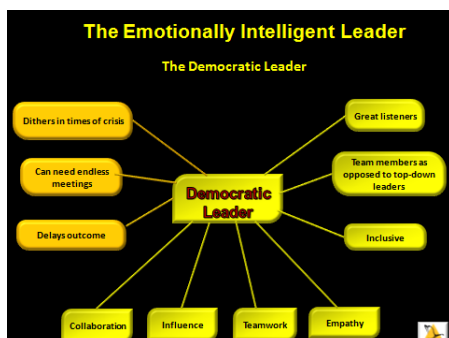 The Emotionally Intelligent Leader
The Democratic Leader
Dithers in times of crisis
Can need endless
meetings
Delays outcome
Democratic
Leader
Great listeners
Team members as
opposed to top-down
leaders
Inclusive
Collaboration
Influence
Teamwork
Empathy